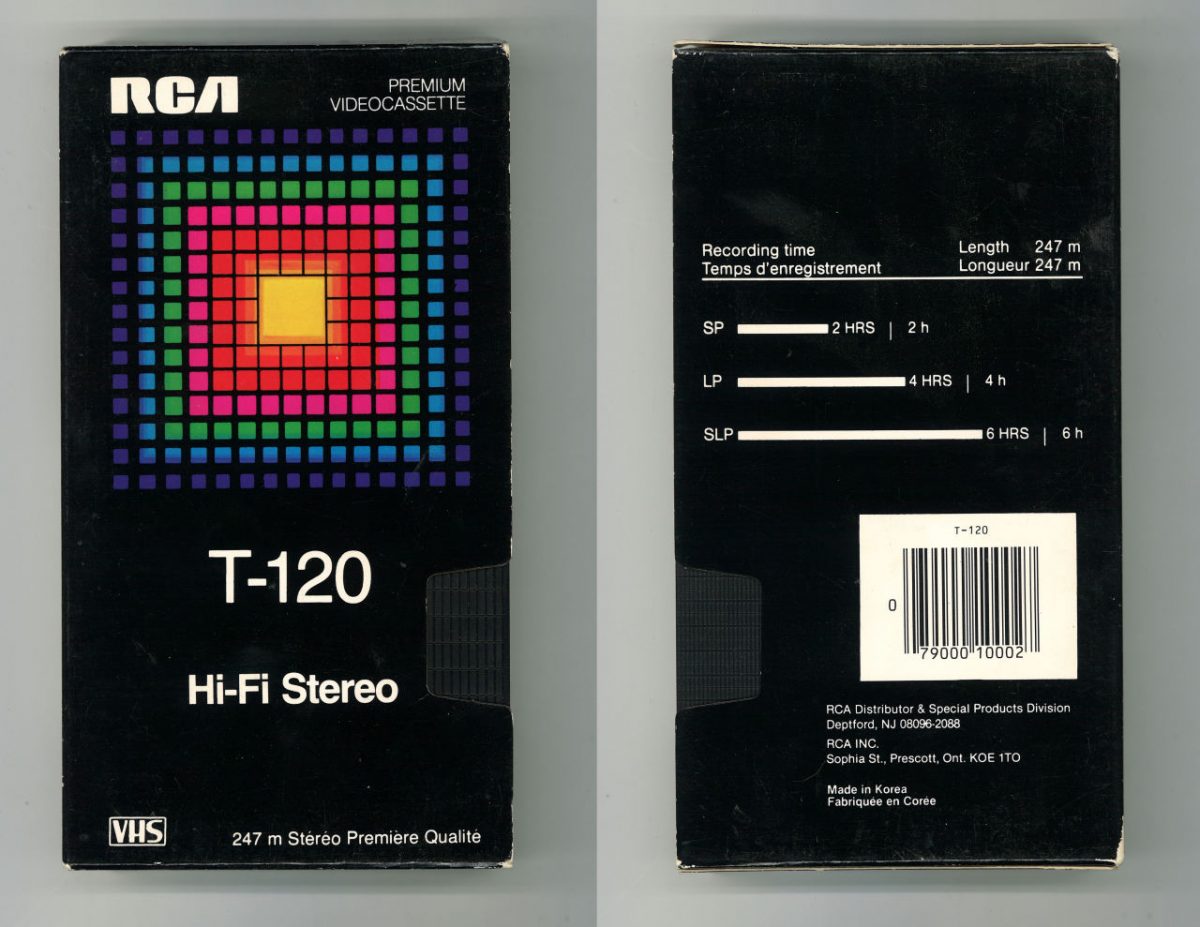 RCA
PREMIUM
VIDEOCASSETTE
T-120
Hi-Fi Stereo
VHS
247 m Stéréo Première Qualité
Recording time
Temps d'enregistrement
Length 247 m
Longueur 247 m
SP 2 HRS | 2 h
LP 4 HRS | 4 h
SLP 6 HRS | 6 h
T-120
0 79000 10002
RCA Distributor & Special Products Division
Deptford, NJ 08096-2088
RCA INC.
Sophia St., Prescott, Ont. KOE 1TO
Made in Korea
Fabriquée en Corée